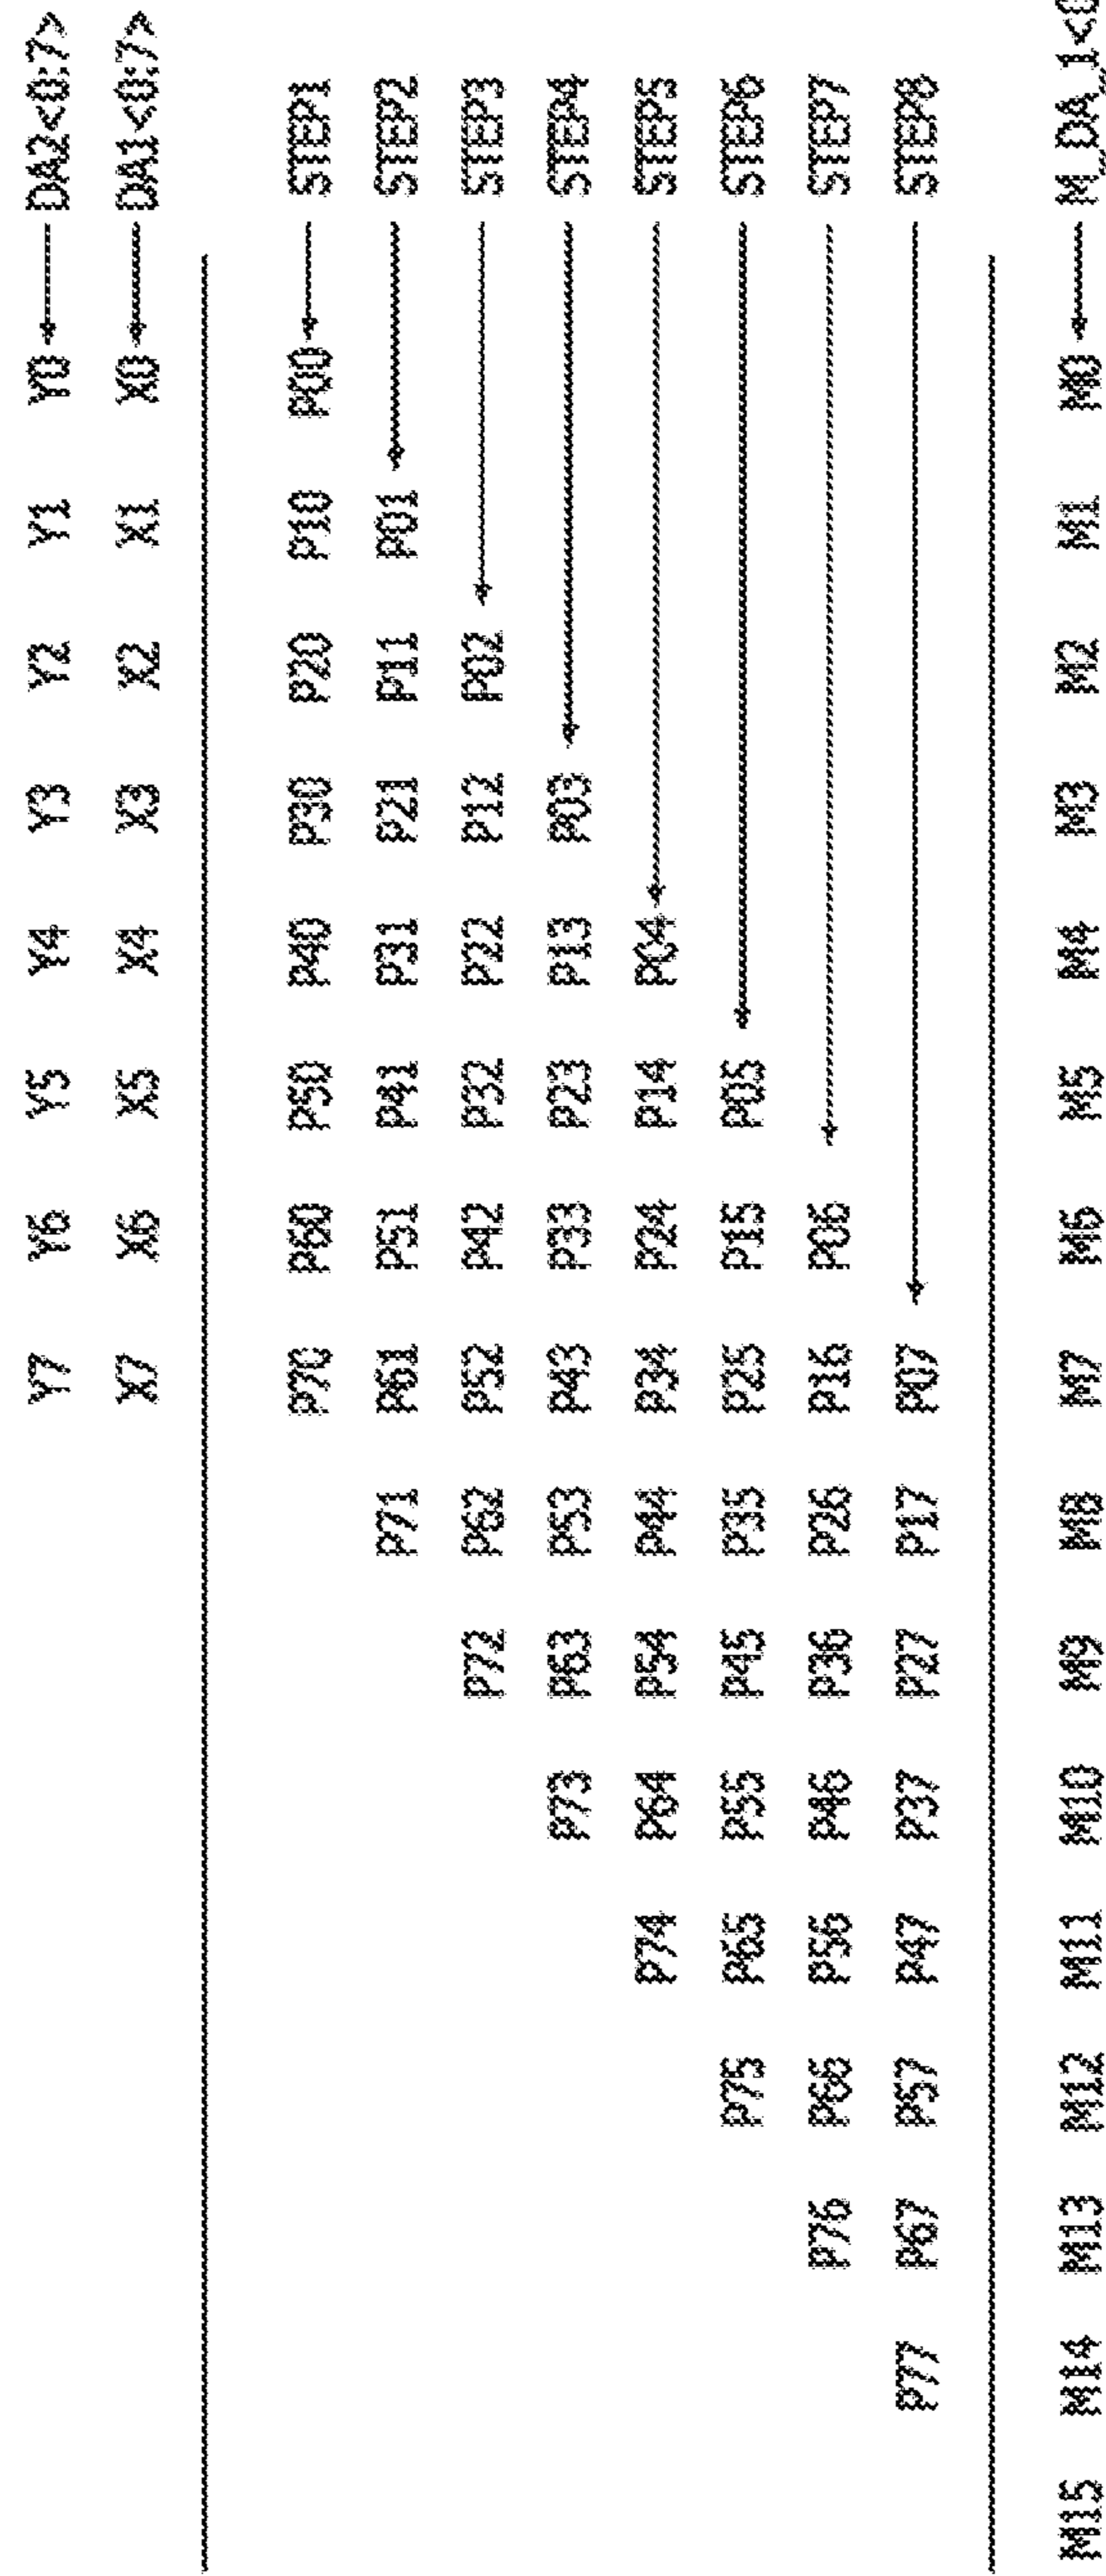 Y7 Y6 Y5 Y4 Y3 Y2 Y1 Y0 ← DA2<0:7>
X7 X6 X5 X4 X3 X2 X1 X0 ← DA1<0:7>
P70 P60 P50 P40 P30 P20 P10 P00 ← STEP1
P71 P61 P51 P41 P31 P21 P11 P01 ← STEP2
P72 P62 P52 P42 P32 P22 P12 P02 ← STEP3
P73 P63 P53 P43 P33 P23 P13 P03 ← STEP4
P74 P64 P54 P44 P34 P24 P14 P04 ← STEP5
P75 P65 P55 P45 P35 P25 P15 P05 ← STEP6
P76 P66 P56 P46 P36 P26 P16 P06 ← STEP7
P77 P67 P57 P47 P37 P27 P17 P07 ← STEP8
M15 M14 M13 M12 M11 M10 M9 M8 M7 M6 M5 M4 M3 M2 M1 M0 ← M_DA_1<